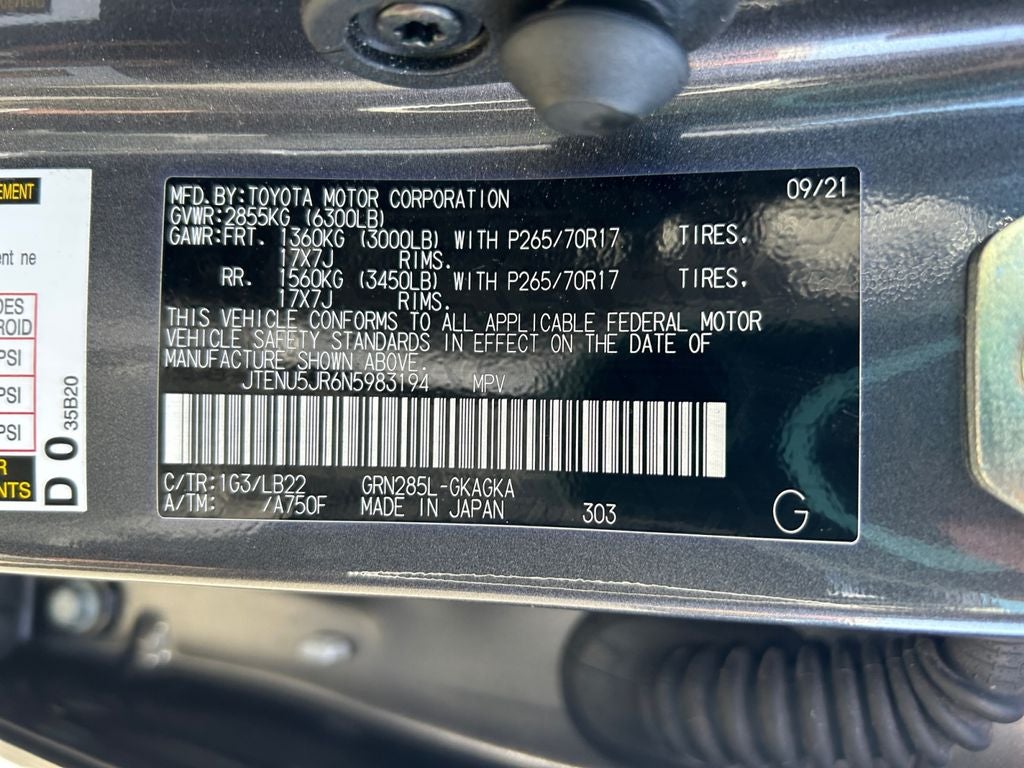 MFD.BY:TOYOTA MOTOR CORPORATION 09/21
GVWR:2855KG (6300LB)
GAWR:FRT. 1360KG (3000LB) WITH P265/70R17 TIRES.
17X7J RIMS.
RR. 1560KG (3450LB) WITH P265/70R17 TIRES.
17X7J RIMS.
THIS VEHICLE CONFORMS TO ALL APPLICABLE FEDERAL MOTOR
VEHICLE SAFETY STANDARDS IN EFFECT ON THE DATE OF
MANUFACTURE SHOWN ABOVE.
JTENU5JR6N5983194 MPV
C/TR:1G3/LB22 GRN285L-GKAGKA
A/TM: /A750F MADE IN JAPAN 303 G
EMENT
ent ne
DES
ROID
PSI
PSI
PSI
R
NTS
D 0 35B20